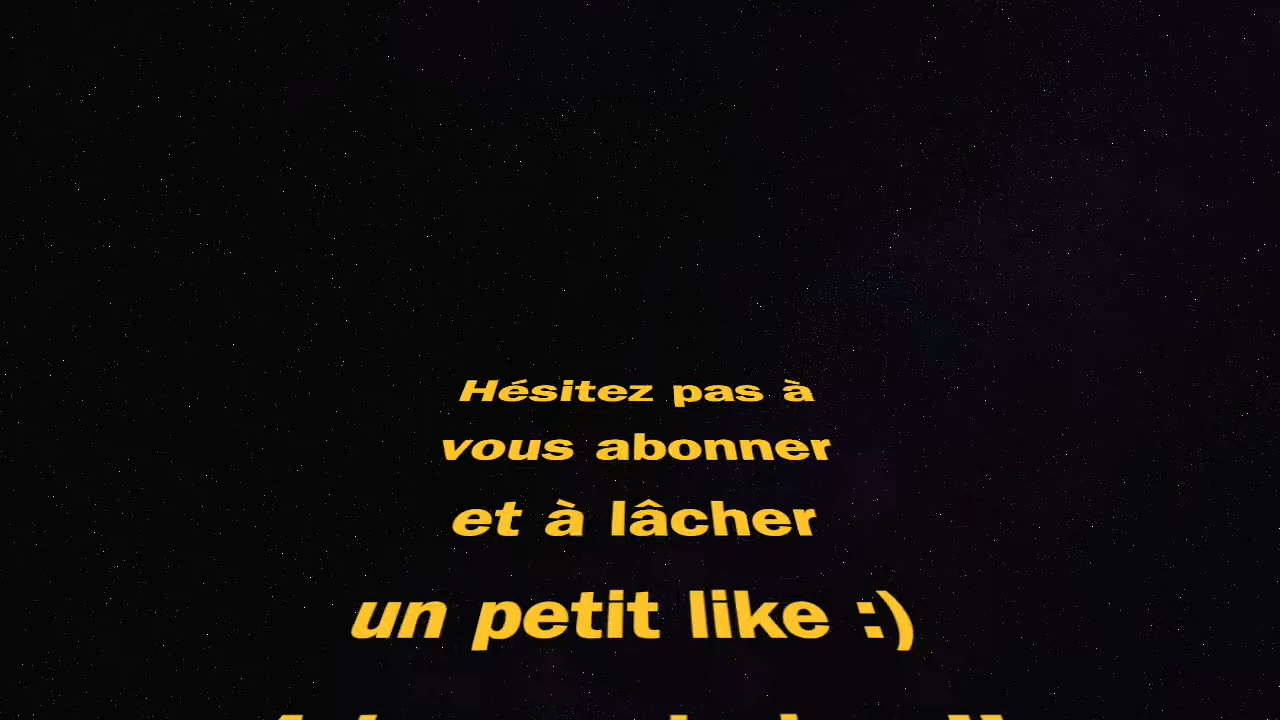 Hésitez pas à
vous abonner
et à lâcher
un petit like :)